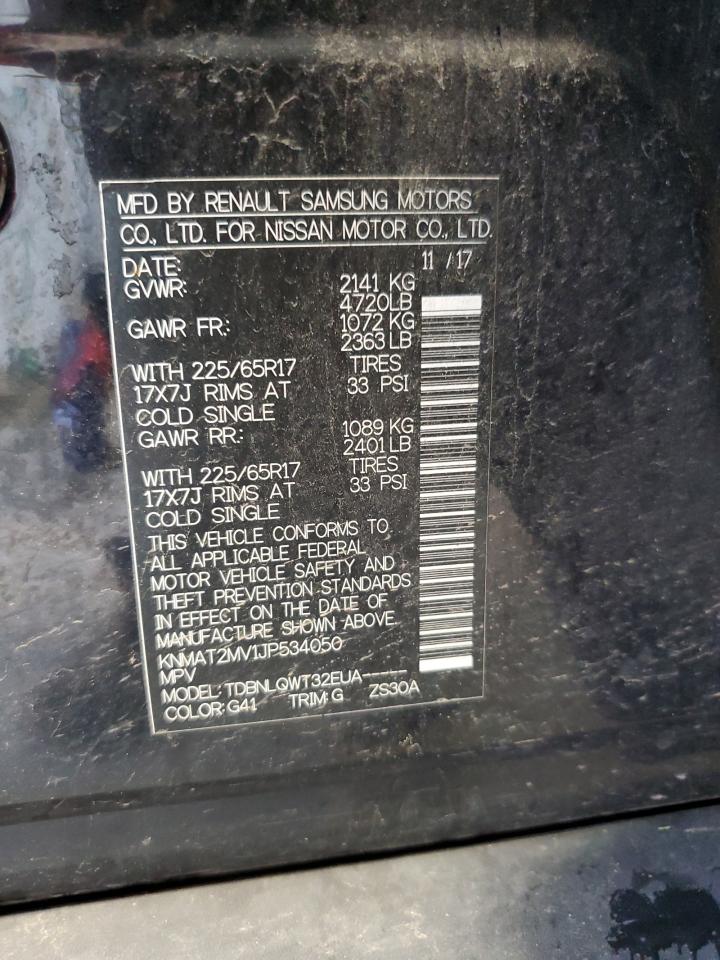 MFD BY RENAULT SAMSUNG MOTORS
CO., LTD. FOR NISSAN MOTOR CO., LTD.
DATE: 11 / 17
GVWR: 2141 KG
4720LB
GAWR FR: 1072 KG
2363LB
WITH 225/65R17 TIRES
17X7J RIMS AT 33 PSI
COLD SINGLE
GAWR RR: 1089 KG
2401LB
WITH 225/65R17 TIRES
17X7J RIMS AT 33 PSI
COLD SINGLE
THIS VEHICLE CONFORMS TO
ALL APPLICABLE FEDERAL
MOTOR VEHICLE SAFETY AND
THEFT PREVENTION STANDARDS
IN EFFECT ON THE DATE OF
MANUFACTURE SHOWN ABOVE.
KNMAT2MV1JP534050
MPV
MODEL: TDBNLQWT32EUA-----
COLOR: G41 TRIM: G ZS30A